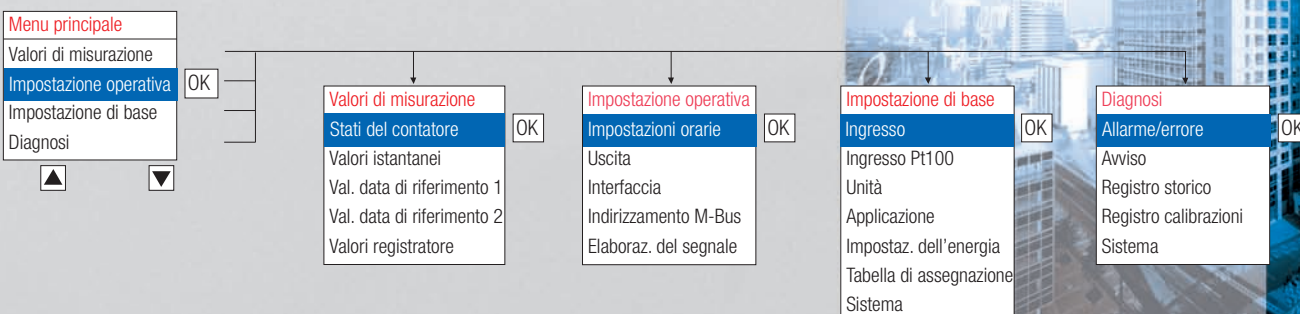 Menu principale
Valori di misurazione
Impostazione operativa OK
Impostazione di base
Diagnosi
Valori di misurazione
Stati del contatore OK
Valori istantanei
Val. data di riferimento 1
Val. data di riferimento 2
Valori registratore
Impostazione operativa
Impostazioni orarie OK
Uscita
Interfaccia
Indirizzamento M-Bus
Elaboraz. del segnale
Impostazione di base
Ingresso OK
Ingresso Pt100
Unità
Applicazione
Impostaz. dell'energia
Tabella di assegnazione
Sistema
Diagnosi
Allarme/errore OK
Avviso
Registro storico
Registro calibrazioni
Sistema